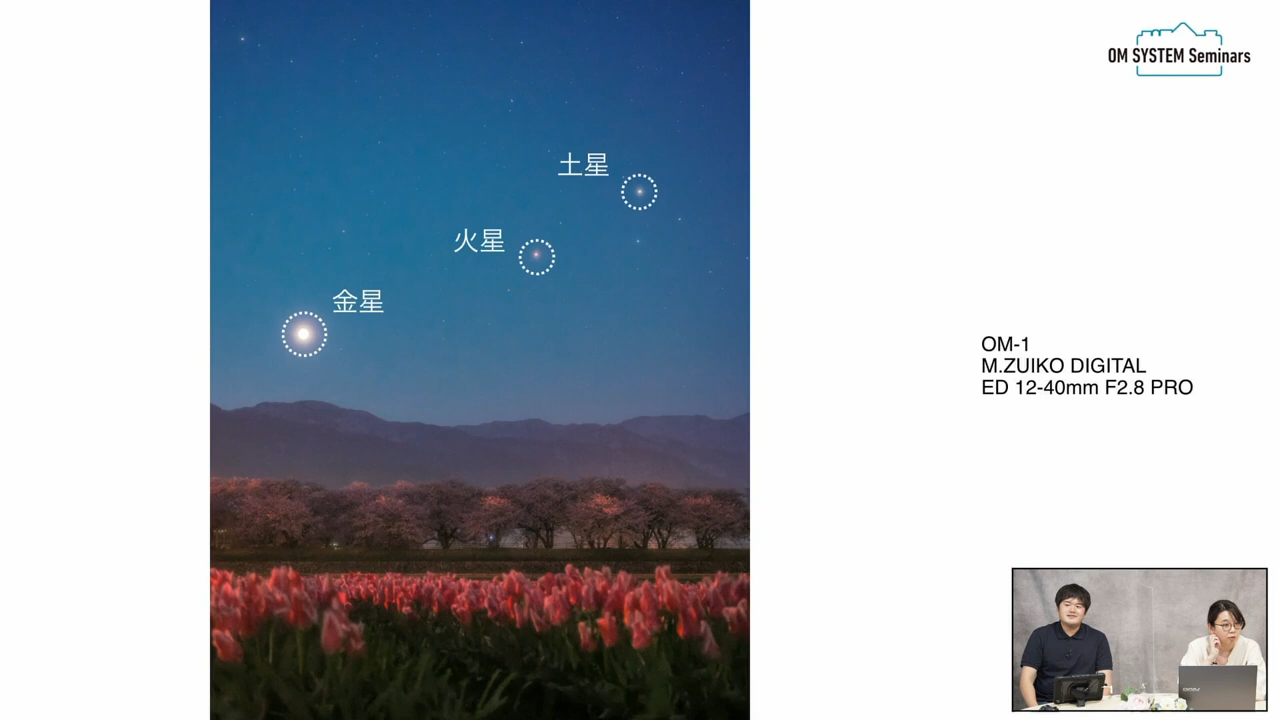 OM SYSTEM Seminars
土星
火星
金星
OM-1
M.ZUIKO DIGITAL
ED 12-40mm F2.8 PRO